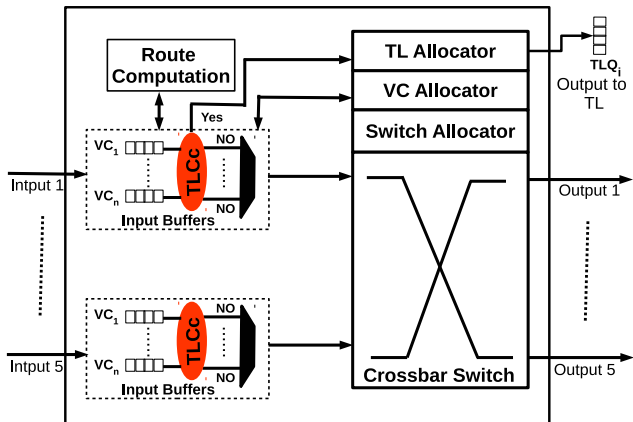 Route
Computation
Yes
VC1
NO
TLCc
VCn
NO
Input Buffers
Intput 1
TL Allocator
VC Allocator
Switch Allocator
TLQi
Output to
TL
Output 1
VC1
NO
TLCc
VCn
NO
Input Buffers
Intput 5
Crossbar Switch
Output 5